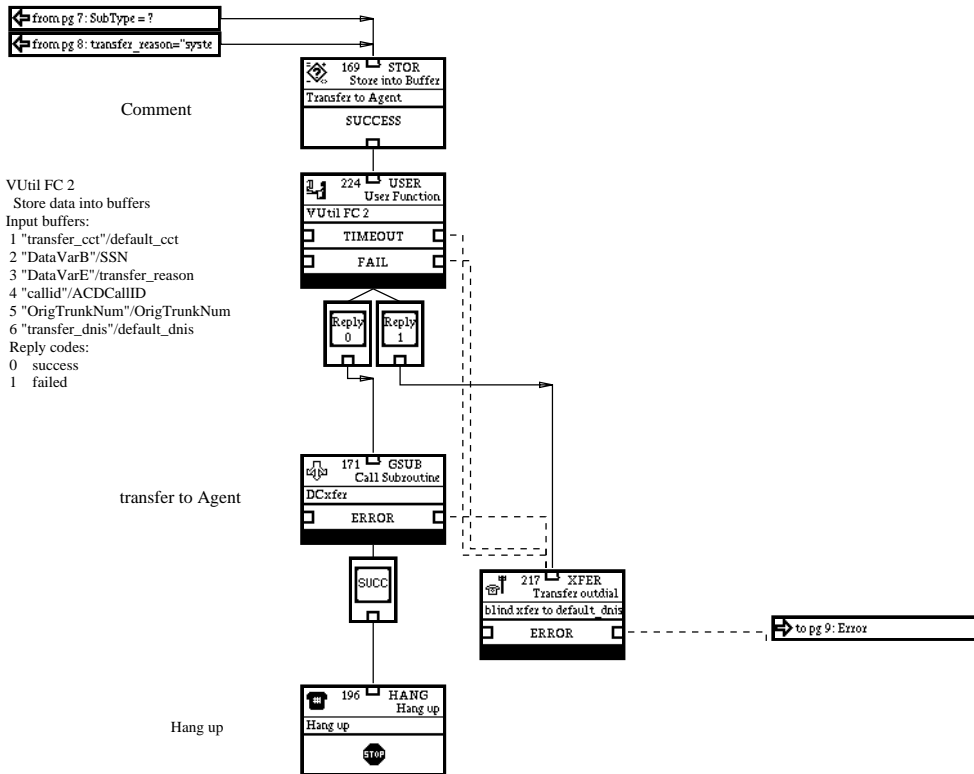 from pg 7: SubType = ?
from pg 8: transfer_reason="syste
169 STOR
Store into Buffer
Transfer to Agent
SUCCESS
Comment
VUtil FC 2
Store data into buffers
Input buffers:
1 "transfer_cct"/default_cct
2 "DataVarB"/SSN
3 "DataVarE"/transfer_reason
4 "callid"/ACDCallID
5 "OrigTrunkNum"/OrigTrunkNum
6 "transfer_dnis"/default_dnis
Reply codes:
0 success
1 failed
224 USER
User Function
VUtil FC 2
TIMEOUT
FAIL
Reply
0
Reply
1
transfer to Agent
171 GSUB
Call Subroutine
DCxfer
ERROR
SUCC
217 XFER
Transfer outdial
blind xfer to default_dnis
ERROR
to pg 9: Error
Hang up
196 HANG
Hang up
Hang up
STOP